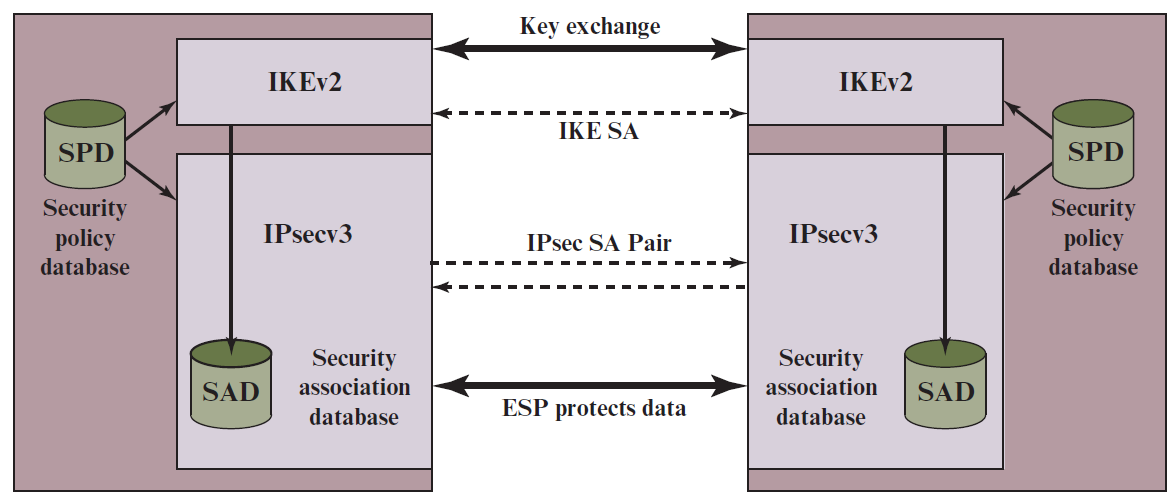 Key exchange
IKEv2
IKEv2
IKE SA
SPD
Security
policy
database
SPD
Security
policy
database
IPsecv3
IPsec SA Pair
IPsecv3
SAD
Security
association
database
ESP protects data
Security
association
database
SAD